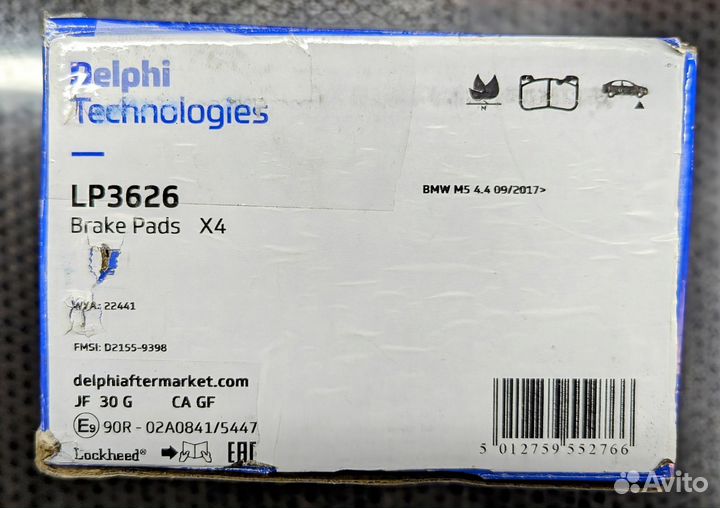 Delphi
Technologies
LP3626
Brake Pads X4
BMW M5 4.4 09/2017>
WVA: 22441
FMSI: D2155-9398
delphiaftermarket.com
JF 30 G CA GF
E9 90R - 02A0841/5447
Lockheed® EAC
5 012759 552766
Avito